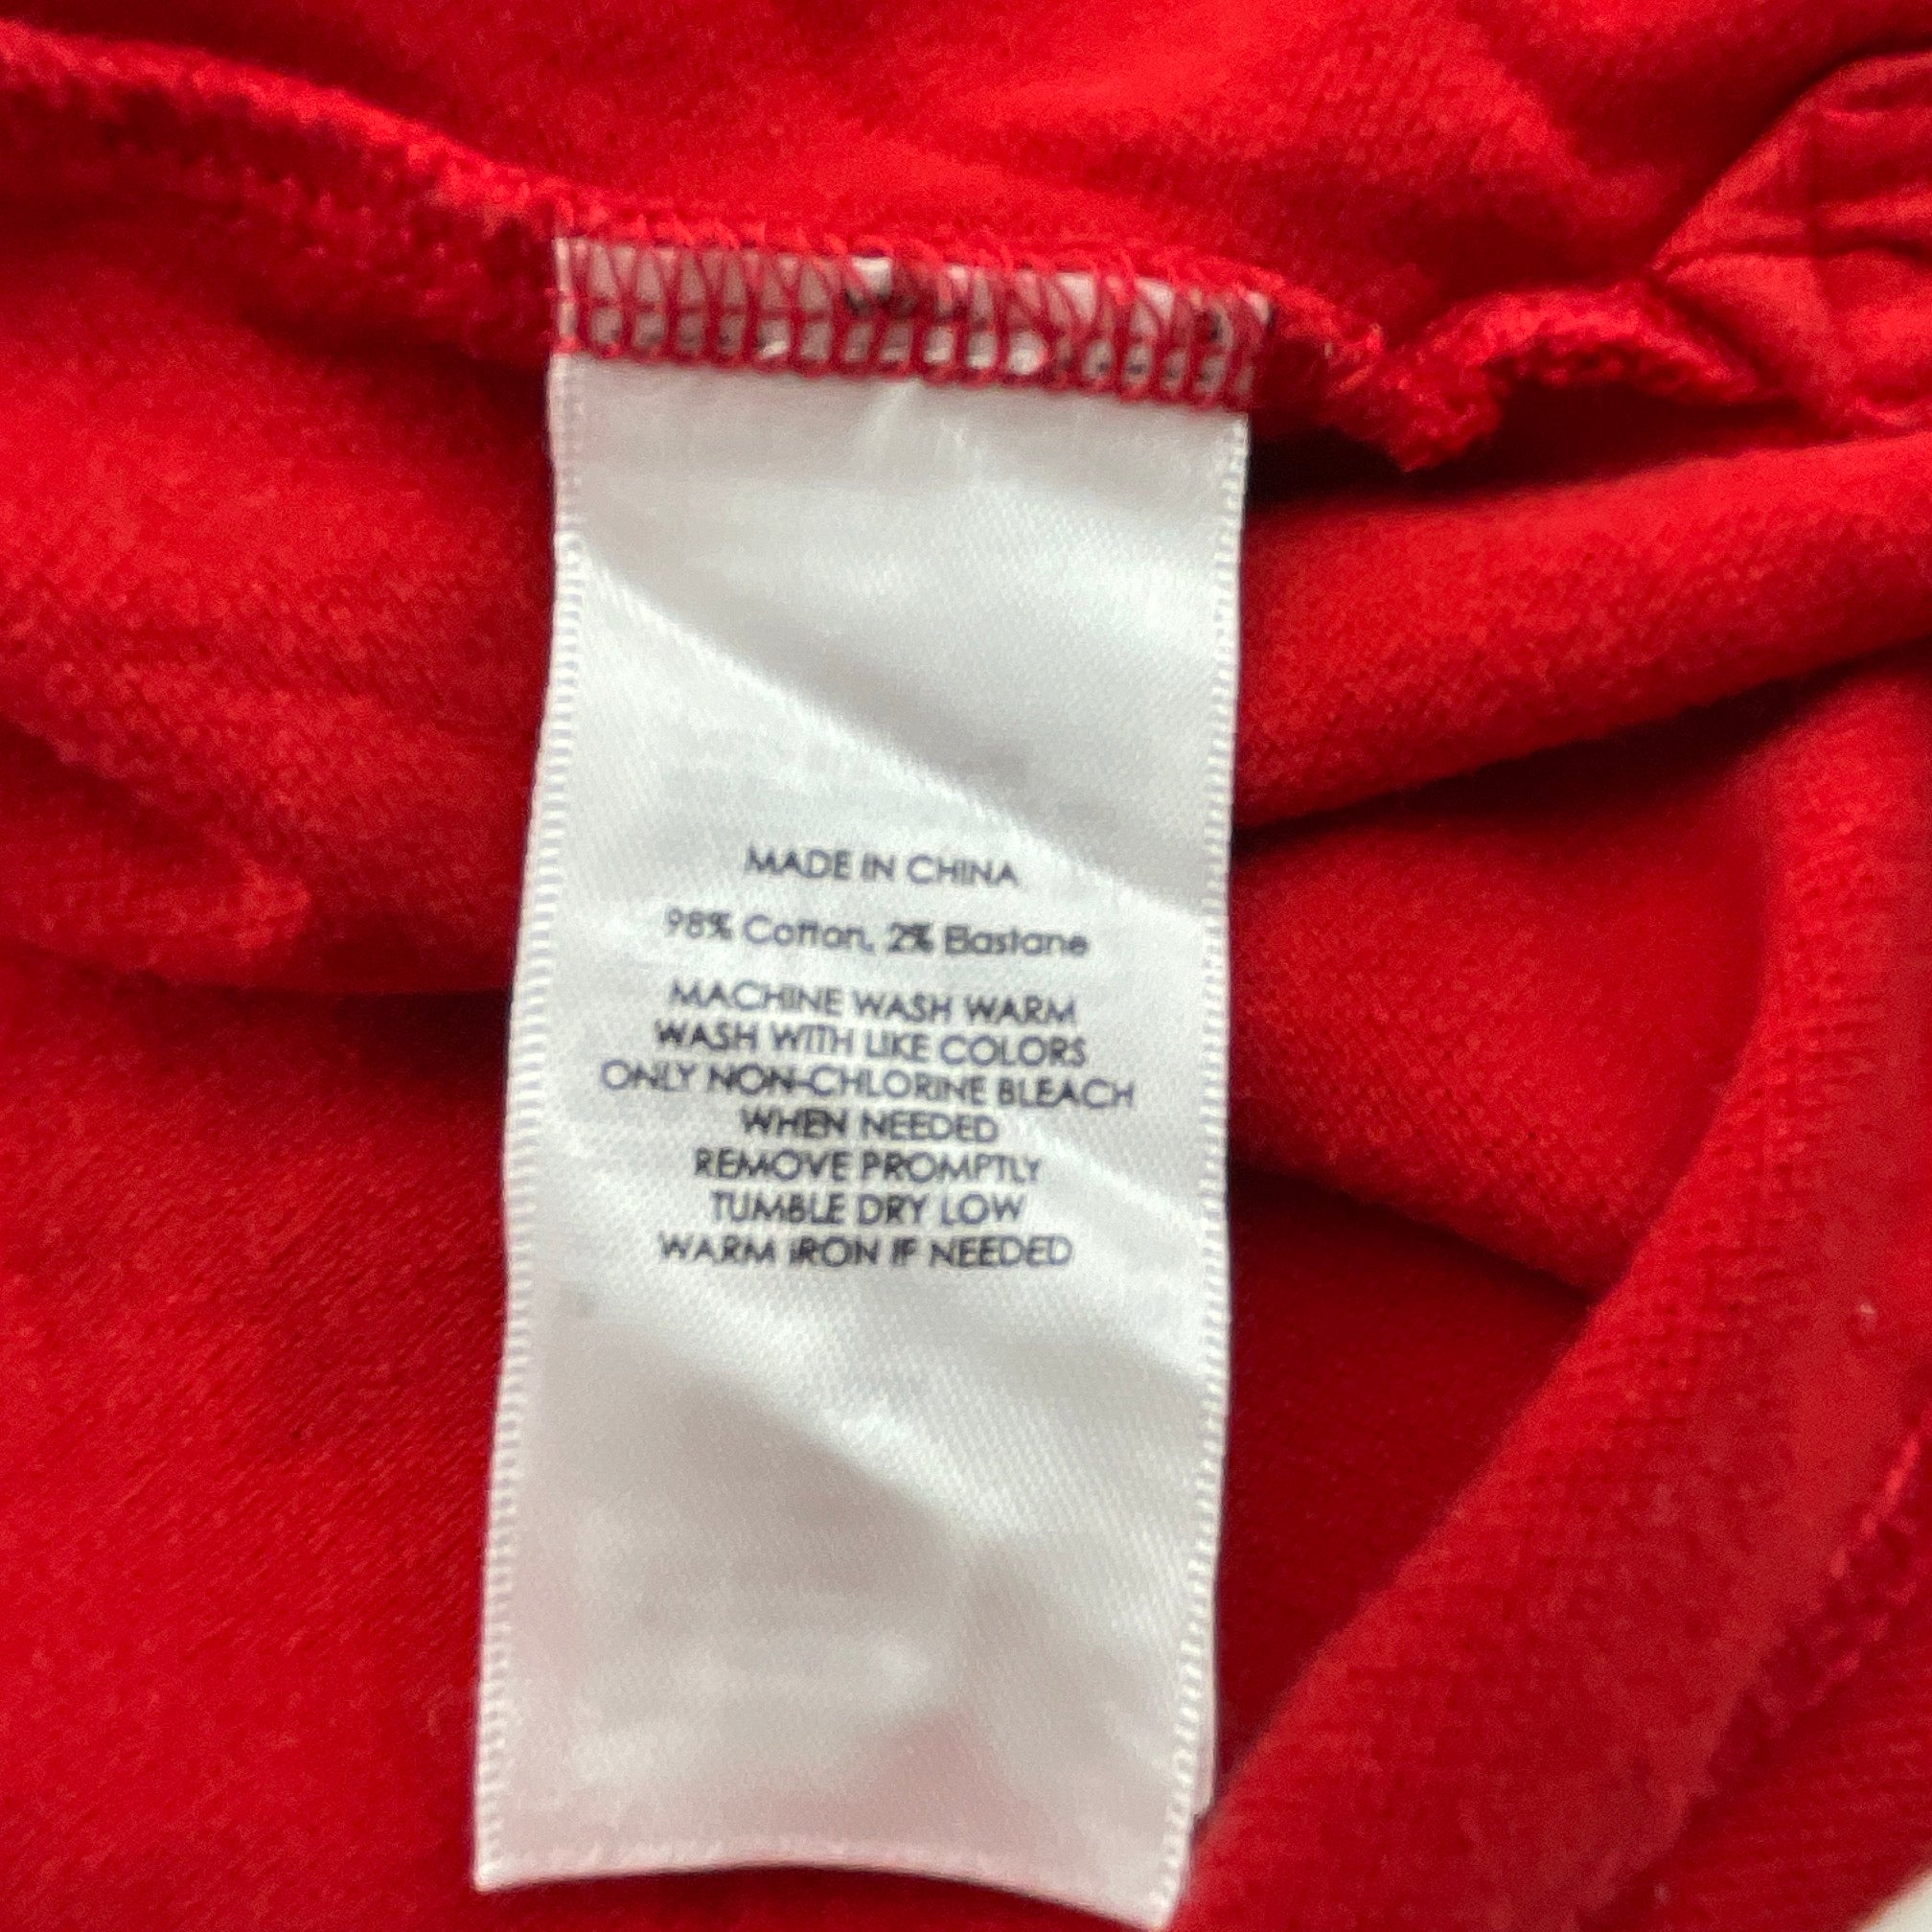 MADE IN CHINA
98% Cotton, 2% Elastane
MACHINE WASH WARM
WASH WITH LIKE COLORS
ONLY NON-CHLORINE BLEACH
WHEN NEEDED
REMOVE PROMPTLY
TUMBLE DRY LOW
WARM IRON IF NEEDED